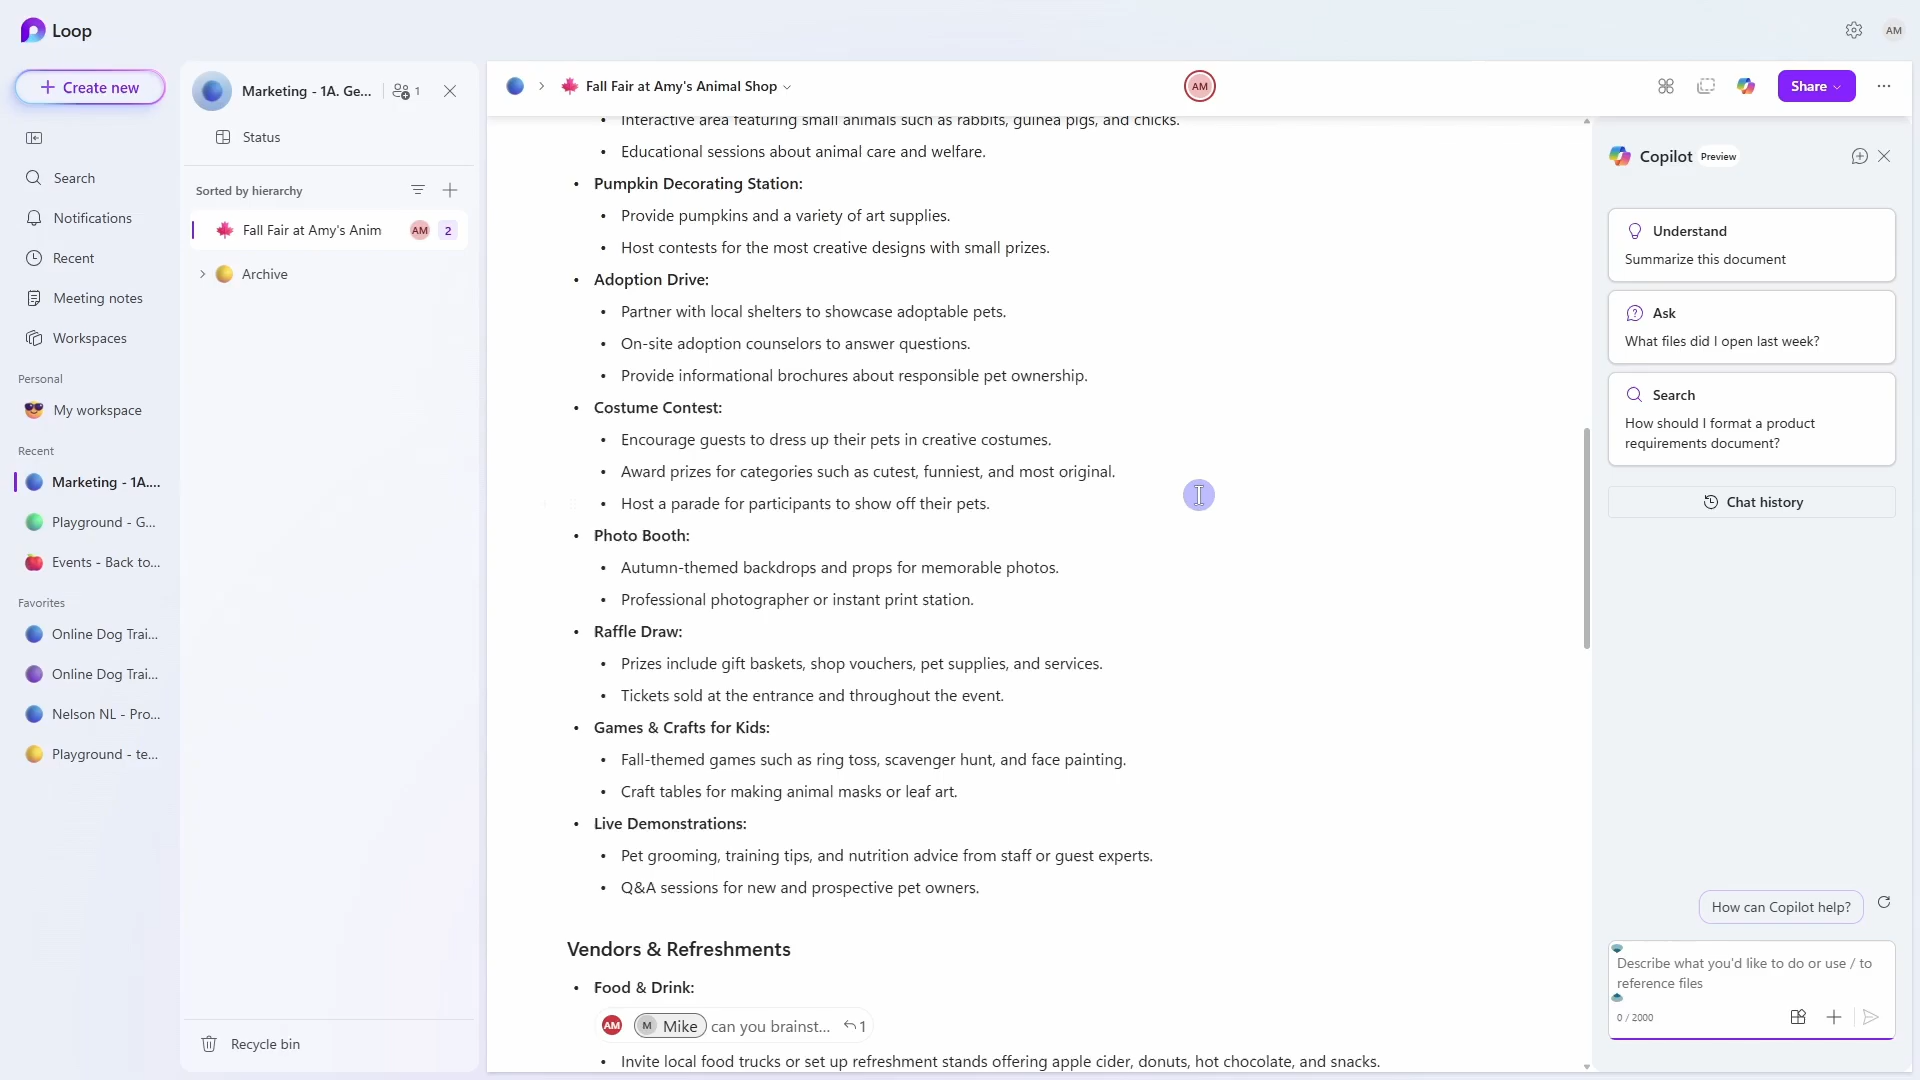 Loop
AM
Create new
Search
Notifications
Recent
Meeting notes
Workspaces
Personal
My workspace
Recent
Marketing - 1A....
Playground - G...
Events - Back to...
Favorites
Online Dog Trai...
Online Dog Trai...
Nelson NL - Pro...
Playground - te...
Marketing - 1A. Ge...
1
Status
Sorted by hierarchy
Fall Fair at Amy's Anim
AM
2
Archive
Recycle bin
Fall Fair at Amy's Animal Shop
AM
Share
• Interactive area featuring small animals such as rabbits, guinea pigs, and chicks.
• Educational sessions about animal care and welfare.
• Pumpkin Decorating Station:
• Provide pumpkins and a variety of art supplies.
• Host contests for the most creative designs with small prizes.
• Adoption Drive:
• Partner with local shelters to showcase adoptable pets.
• On-site adoption counselors to answer questions.
• Provide informational brochures about responsible pet ownership.
• Costume Contest:
• Encourage guests to dress up their pets in creative costumes.
• Award prizes for categories such as cutest, funniest, and most original.
• Host a parade for participants to show off their pets.
• Photo Booth:
• Autumn-themed backdrops and props for memorable photos.
• Professional photographer or instant print station.
• Raffle Draw:
• Prizes include gift baskets, shop vouchers, pet supplies, and services.
• Tickets sold at the entrance and throughout the event.
• Games & Crafts for Kids:
• Fall-themed games such as ring toss, scavenger hunt, and face painting.
• Craft tables for making animal masks or leaf art.
• Live Demonstrations:
• Pet grooming, training tips, and nutrition advice from staff or guest experts.
• Q&A sessions for new and prospective pet owners.
Vendors & Refreshments
• Food & Drink:
AM M Mike can you brainst... 1
• Invite local food trucks or set up refreshment stands offering apple cider, donuts, hot chocolate, and snacks.
Copilot Preview
Understand
Summarize this document
Ask
What files did I open last week?
Search
How should I format a product
requirements document?
Chat history
How can Copilot help?
Describe what you'd like to do or use / to
reference files
0 / 2000